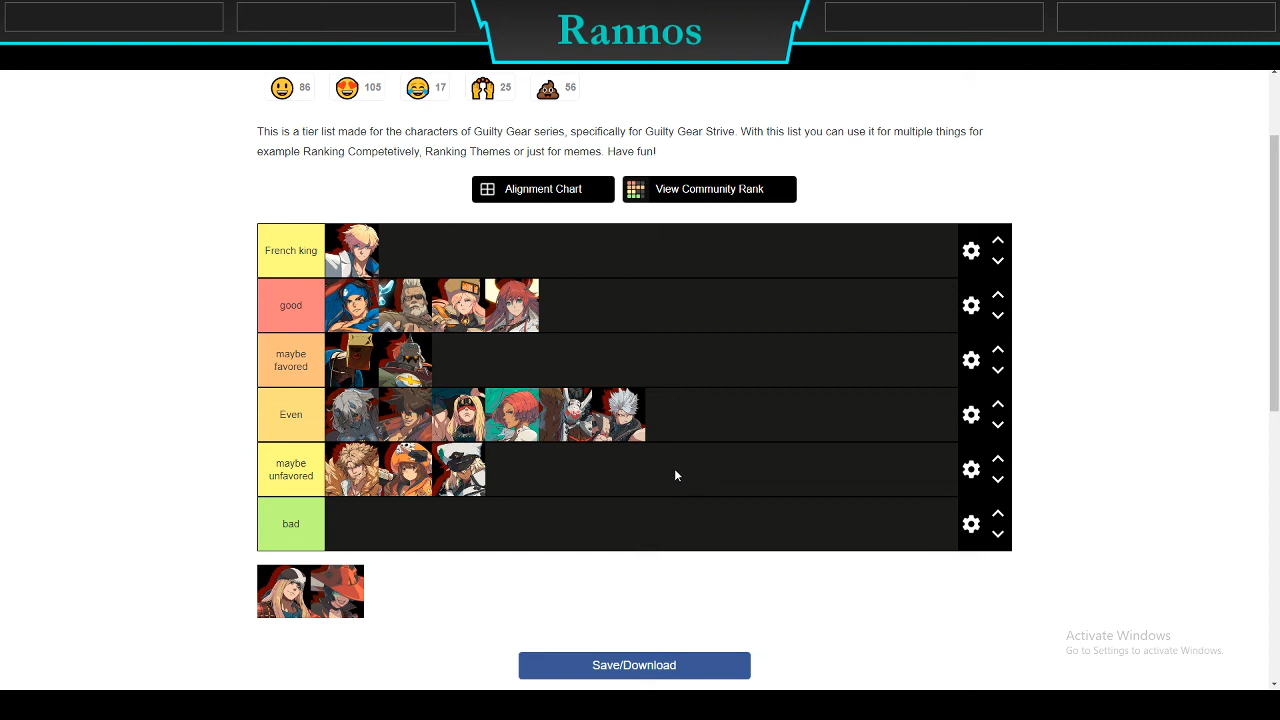 Rannos
86
105
17
25
56
This is a tier list made for the characters of Guilty Gear series, specifically for Guilty Gear Strive. With this list you can use it for multiple things for
example Ranking Competetively, Ranking Themes or just for memes. Have fun!
Alignment Chart
View Community Rank
French king
good
maybe
favored
Even
maybe
unfavored
bad
Save/Download
Activate Windows
Go to Settings to activate Windows.